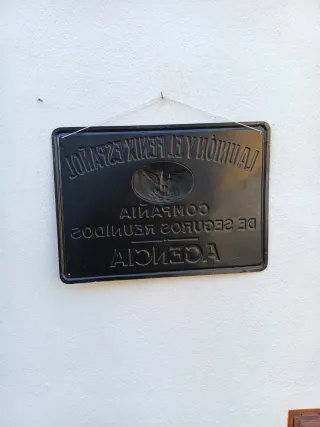 LA UNIÓN Y EL FENIX ESPAÑOL
COMPAÑIA
DE SEGUROS REUNIDOS
AGENCIA